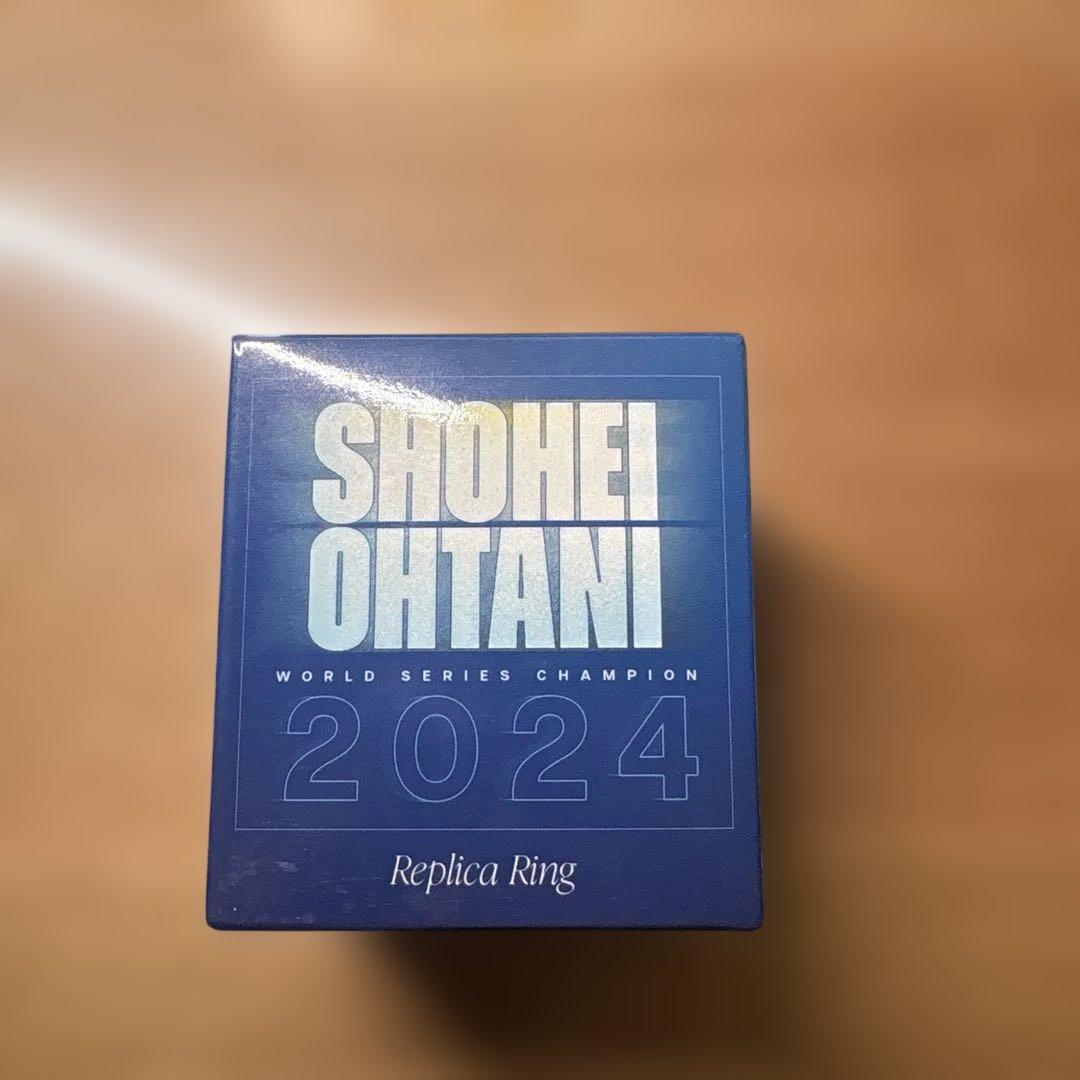 SHOHEI
OHTANI
WORLD SERIES CHAMPION
2024
Replica Ring